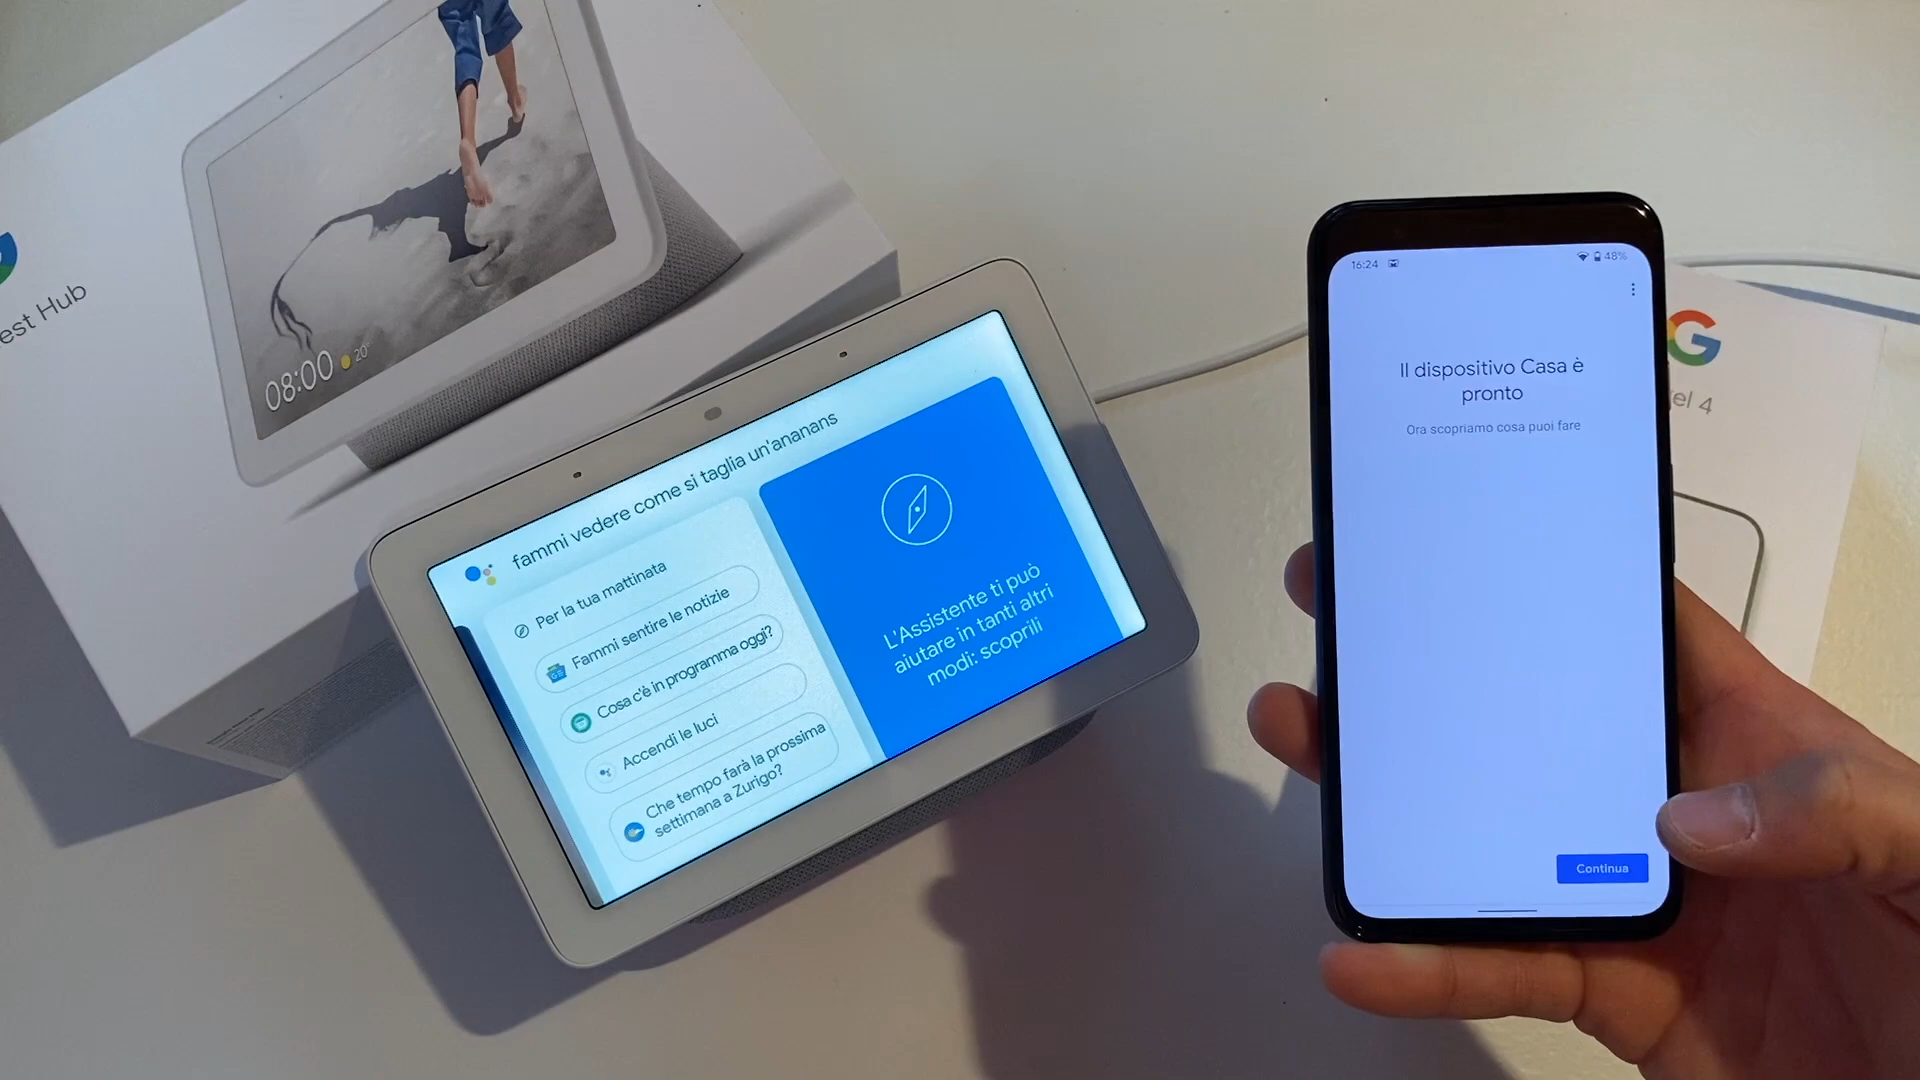 est Hub
08:00
20°
fammi vedere come si taglia un'ananans
Per la tua mattinata
Fammi sentire le notizie
Cosa c'è in programma oggi?
Accendi le luci
Che tempo farà la prossima
settimana a Zurigo?
L'Assistente ti può
aiutare in tanti altri
modi: scoprili
16:24
48%
Il dispositivo Casa è
pronto
Ora scopriamo cosa puoi fare
Continua
G
el 4